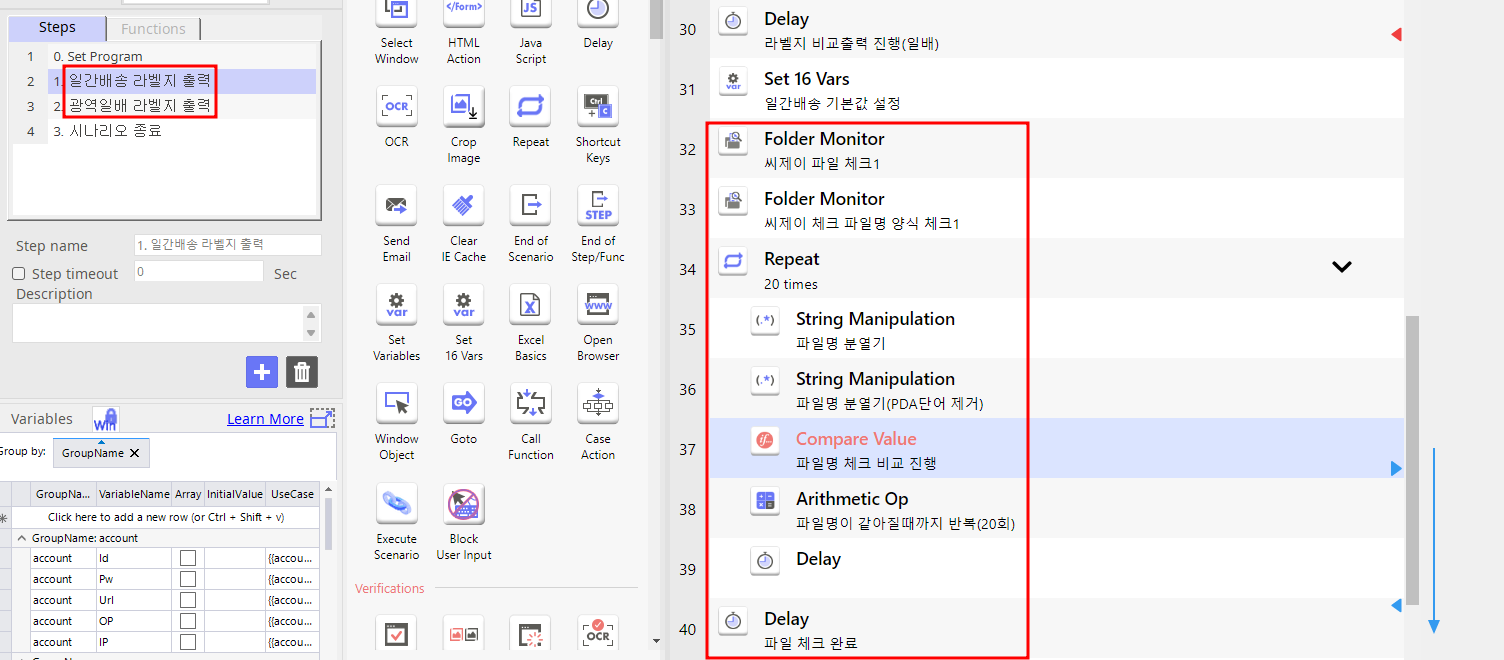 Steps
Functions
1 0. Set Program
2 1. 일간배송 라벨지 출력
3 2. 광역일배 라벨지 출력
4 3. 시나리오 종료
Step name 1. 일간배송 라벨지 출력
Step timeout 0 Sec
Description
Variables
win
Learn More
Group by: GroupName
GroupNa... VariableName Array InitialValue UseCase
Click here to add a new row (or Ctrl + Shift + v)
GroupName: account
account Id {{accou...
account Pw {{accou...
account Url {{accou...
account OP {{accou...
account IP {{accou...
</Form> JS
Select Window
HTML Action
Java Script
Delay
OCR
Ctrl + C
OCR
Crop Image
Repeat
Shortcut Keys
STEP
Send Email
Clear IE Cache
End of Scenario
End of Step/Func
var var X www
Set Variables
Set 16 Vars
Excel Basics
Open Browser
GO
Window Object
Goto
Call Function
Case Action
Execute Scenario
Block User Input
Verifications
OCR
30 Delay
라벨지 비교출력 진행(일배)
31 var Set 16 Vars
일간배송 기본값 설정
32 Folder Monitor
씨제이 파일 체크1
33 Folder Monitor
씨제이 체크 파일명 양식 체크1
34 Repeat
20 times
35 (.*) String Manipulation
파일명 분열기
36 (.*) String Manipulation
파일명 분열기(PDA단어 제거)
37 if Compare Value
파일명 체크 비교 진행
38 Arithmetic Op
파일명이 같아질때까지 반복(20회)
39 Delay
40 Delay
파일 체크 완료